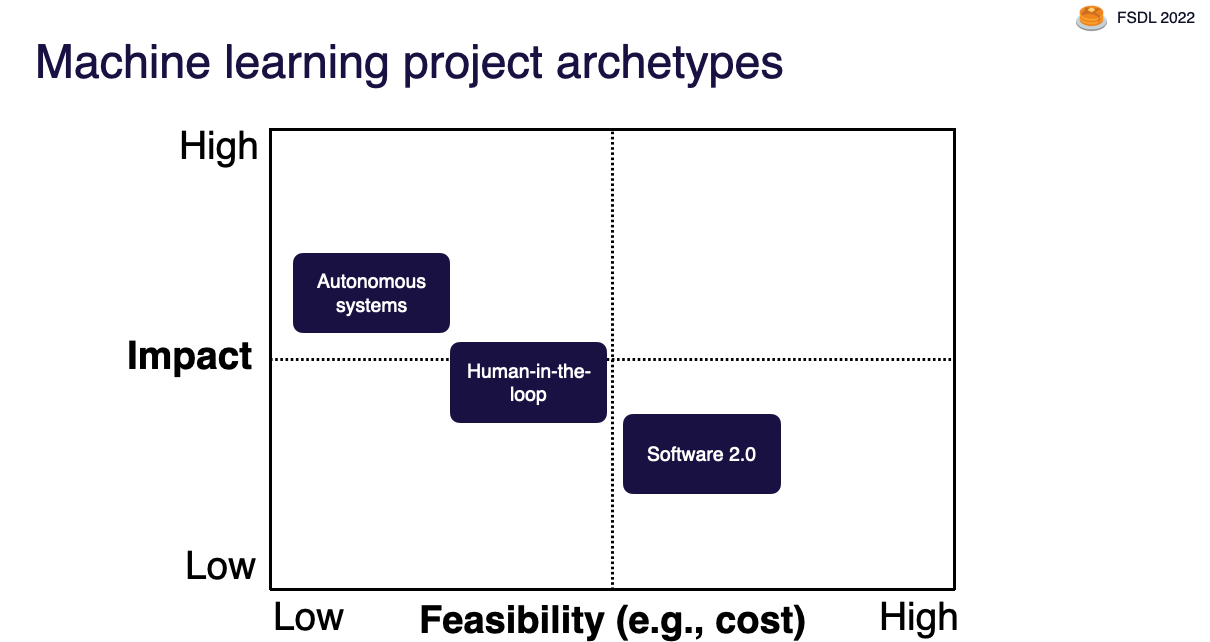 FSDL 2022
Machine learning project archetypes
High
Autonomous
systems
Impact
Human-in-the-
loop
Software 2.0
Low
Low
Feasibility (e.g., cost)
High